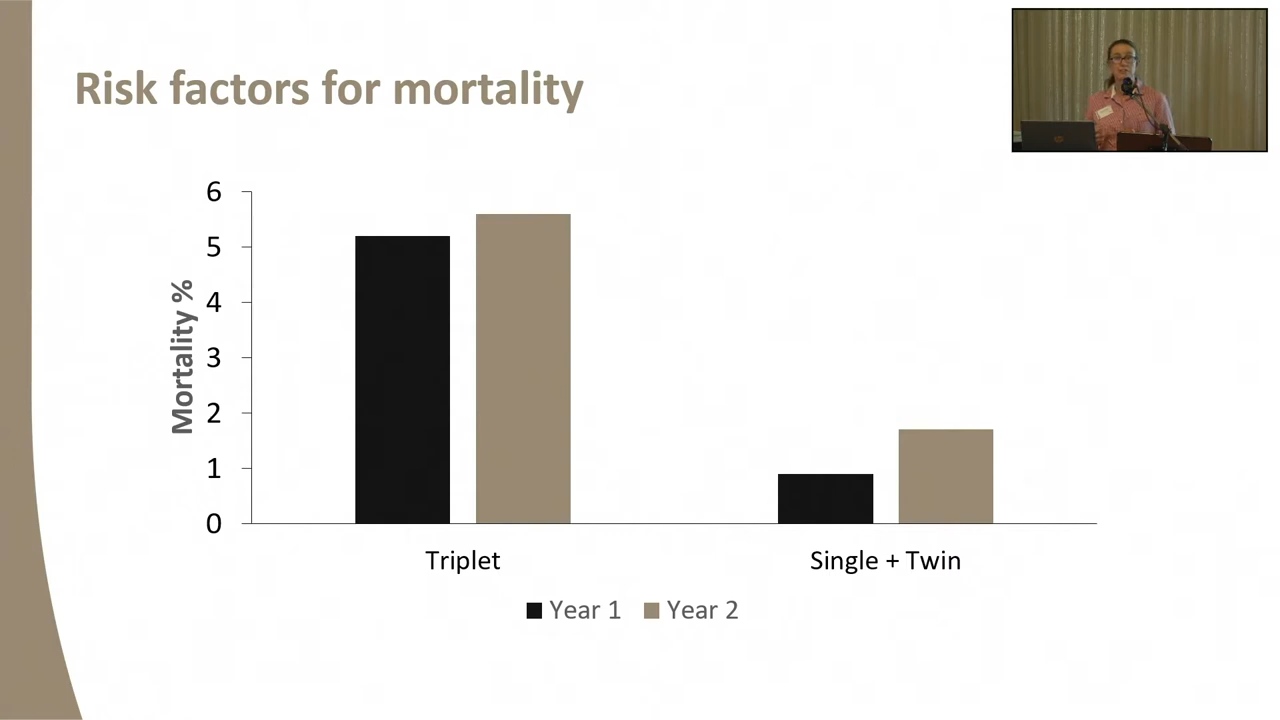 Risk factors for mortality
Mortality %
6
5
4
3
2
1
0
Triplet
Single + Twin
Year 1
Year 2